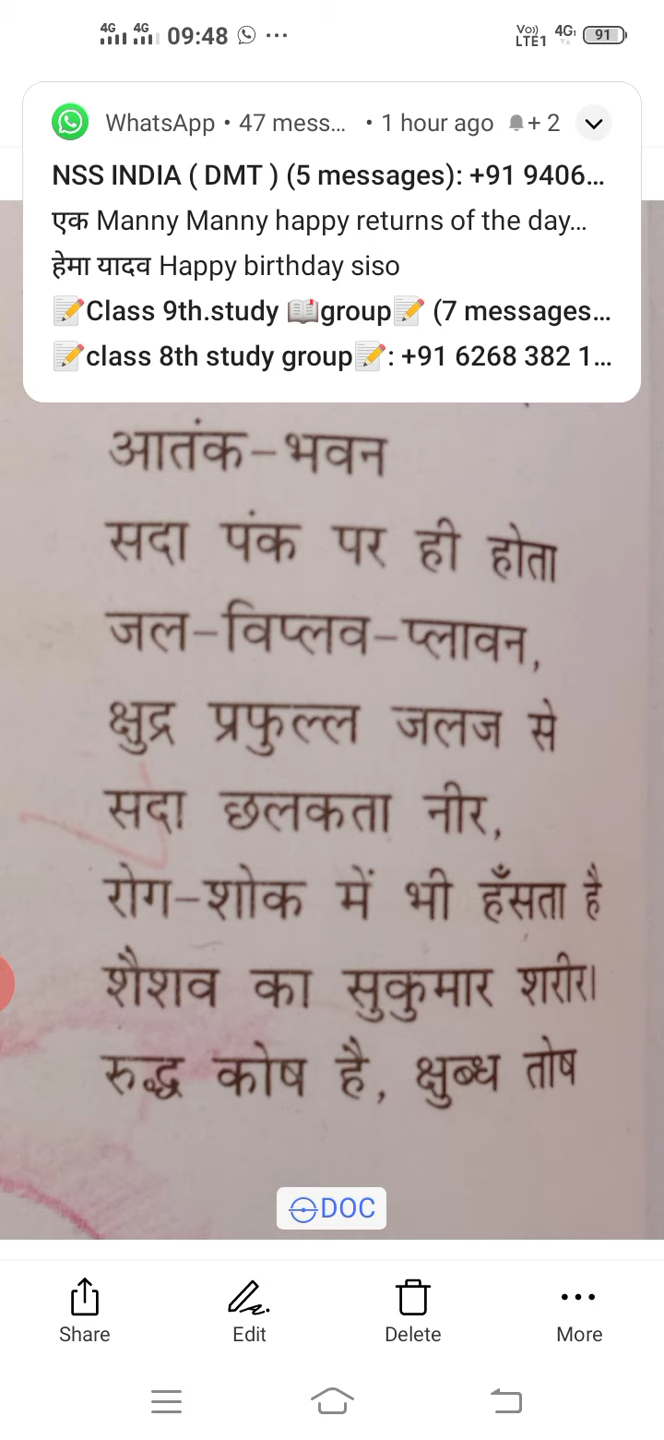 4G 4G 09:48 ...
Vo)) LTE1 4G 91
WhatsApp • 47 mess... • 1 hour ago + 2
NSS INDIA ( DMT ) (5 messages): +91 9406...
एक Manny Manny happy returns of the day...
हेमा यादव Happy birthday siso
📝Class 9th.study 📖group📝 (7 messages...
📝class 8th study group📝: +91 6268 382 1...
आतंक-भवन
सदा पंक पर ही होता
जल-विप्लव-प्लावन,
क्षुद्र प्रफुल्ल जलज से
सदा छलकता नीर,
रोग-शोक में भी हँसता है
शैशव का सुकुमार शरीर।
रुद्ध कोष है, क्षुब्ध तोष
DOC
Share Edit Delete More